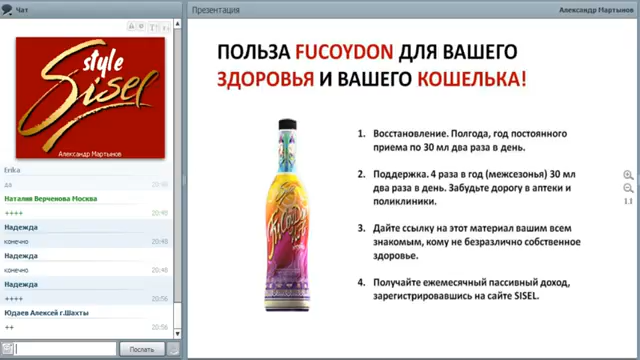 Чат
Презентация
Александр Мартынов
style
Sisel
Александр Мартынов
Erika
да
20:48
Наталия Верченова Москва
++++
20:48
Надежда
конечно
20:48
Надежда
конечно
20:48
Надежда
++++
20:56
Юдаев Алексей г.Шахты
++
20:56
Послать
ПОЛЬЗА FUCOYDON ДЛЯ ВАШЕГО
ЗДОРОВЬЯ И ВАШЕГО КОШЕЛЬКА!
1. Восстановление. Полгода, год постоянного
приема по 30 мл два раза в день.
2. Поддержка. 4 раза в год (межсезонья) 30 мл
два раза в день. Забудьте дорогу в аптеки и
поликлиники.
3. Дайте ссылку на этот материал вашим всем
знакомым, кому не безразлично собственное
здоровье.
4. Получайте ежемесячный пассивный доход,
зарегистрировавшись на сайте SISEL.
FuCoyDon
1:1